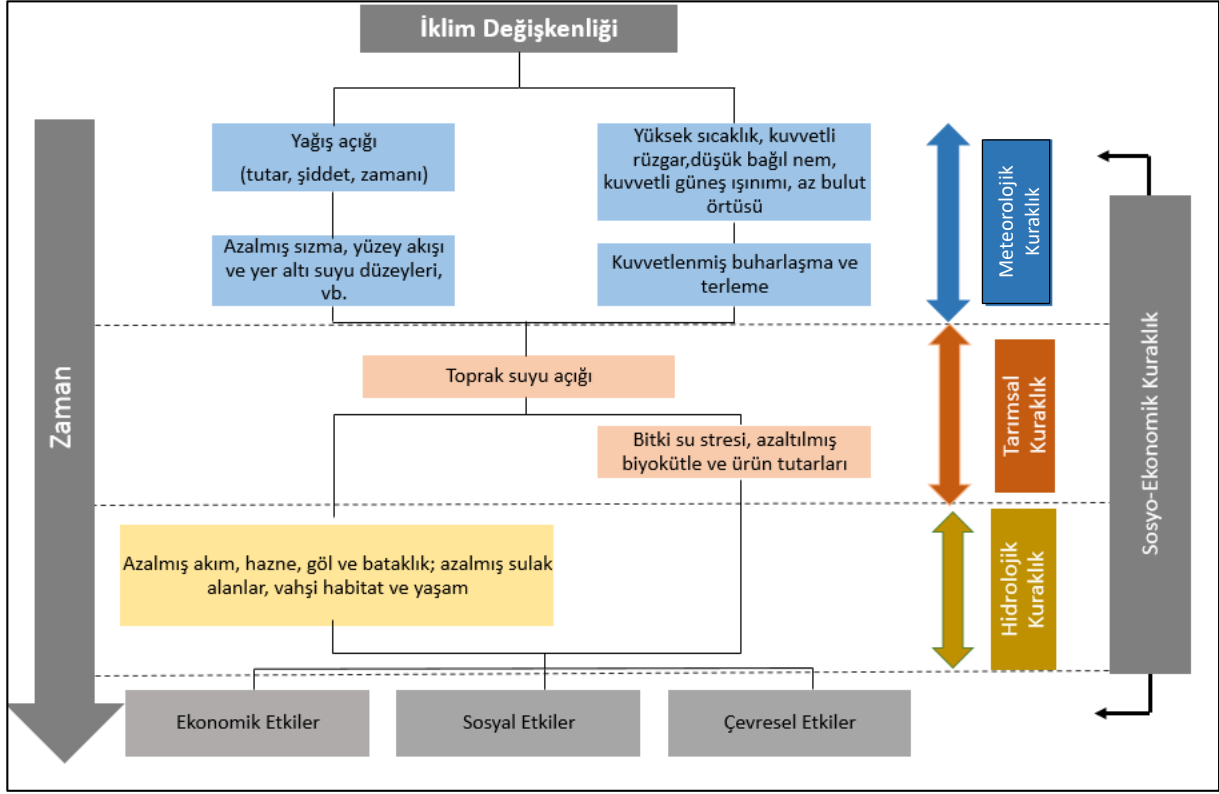 İklim Değişkenliği
Yağış açığı
(tutar, şiddet, zamanı)
Yüksek sıcaklık, kuvvetli
rüzgar,düşük bağıl nem,
kuvvetli güneş ışınımı, az bulut
örtüsü
Azalmış sızma, yüzey akışı
ve yer altı suyu düzeyleri,
vb.
Kuvvetlenmiş buharlaşma ve
terleme
Meteorolojik
Kuraklık
Toprak suyu açığı
Bitki su stresi, azaltılmış
biyokütle ve ürün tutarları
Tarımsal
Kuraklık
Azalmış akım, hazne, göl ve bataklık; azalmış sulak
alanlar, vahşi habitat ve yaşam
Hidrolojik
Kuraklık
Zaman
Sosyo-Ekonomik Kuraklık
Ekonomik Etkiler
Sosyal Etkiler
Çevresel Etkiler